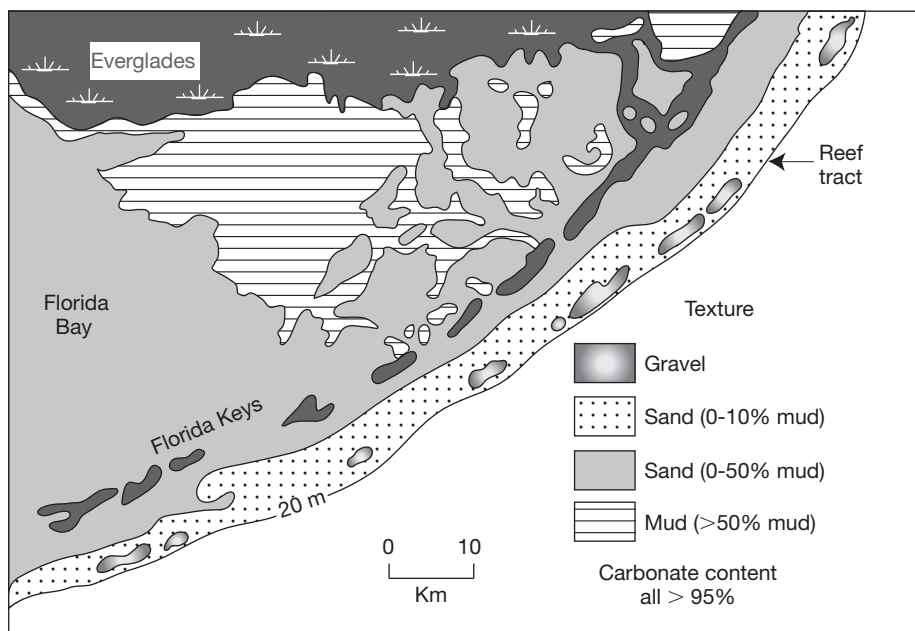 Everglades
Reef
tract
Florida
Bay
Texture
Gravel
Florida Keys
Sand (0-10% mud)
Sand (0-50% mud)
20 m
Mud (>50% mud)
0 10
Km
Carbonate content
all > 95%